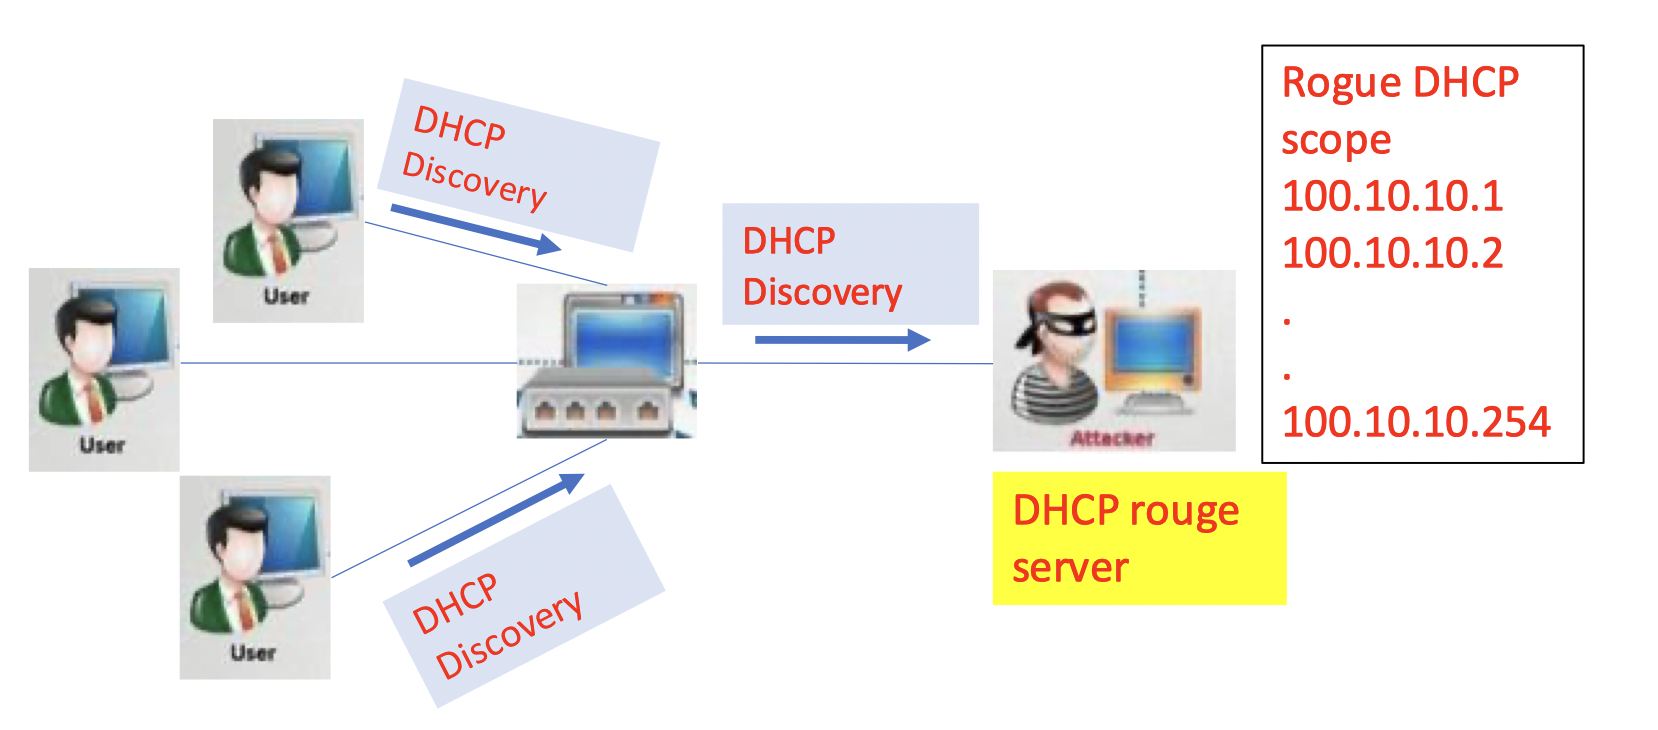 DHCP
Discovery
User
User
User
DHCP
Discovery
DHCP
Discovery
Attacker
DHCP rouge
server
Rogue DHCP
scope
100.10.10.1
100.10.10.2
.
.
100.10.10.254